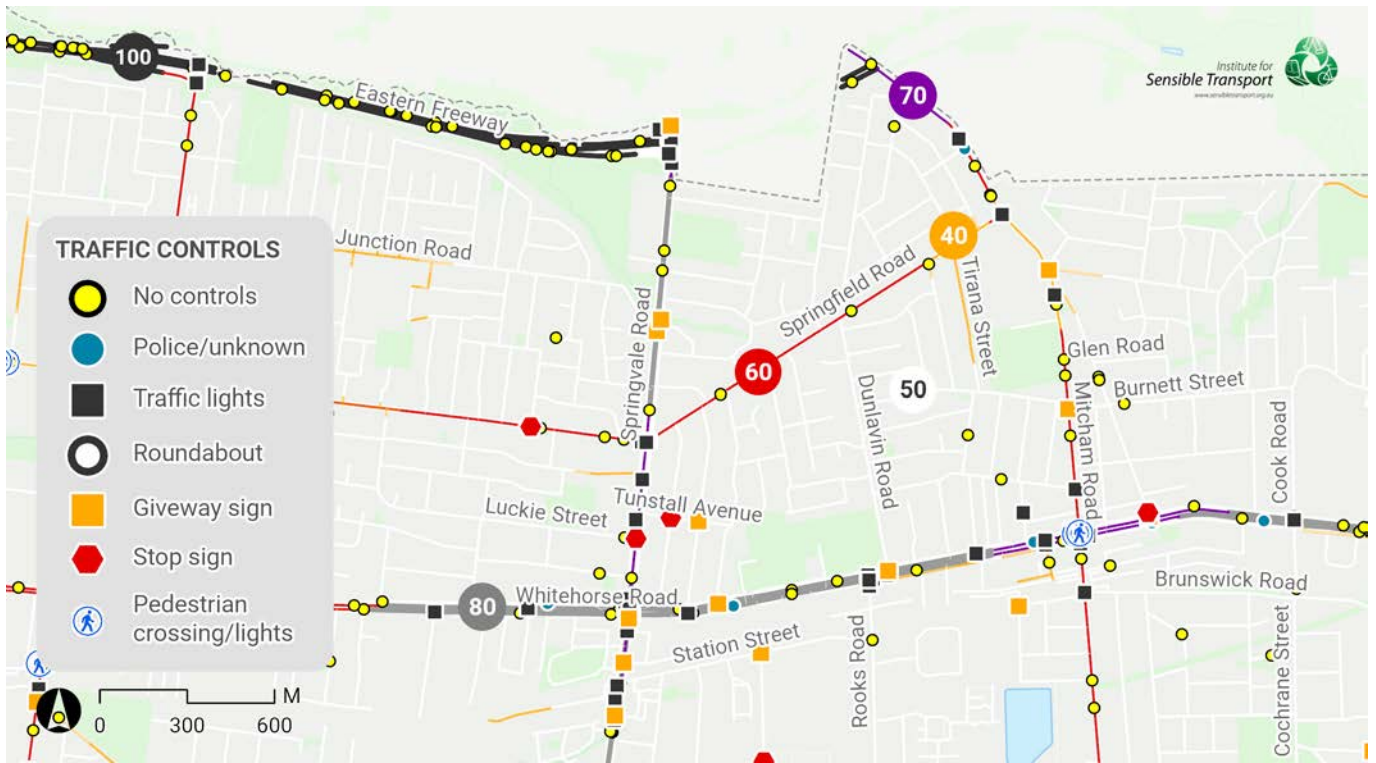 100
Eastern Freeway
70
Institute for
Sensible Transport
www.sensibletransport.org.au
TRAFFIC CONTROLS
No controls
Police/unknown
Traffic lights
Roundabout
Giveway sign
Stop sign
Pedestrian
crossing/lights
0 300 600 M
Junction Road
Springvale Road
Springfield Road
40
Tirana Street
60
50
Dunlavin Road
Glen Road
Burnett Street
Mitcham Road
Cook Road
Luckie Street
Tunstall Avenue
Whitehorse Road
80
Station Street
Rooks Road
Brunswick Road
Cochrane Street